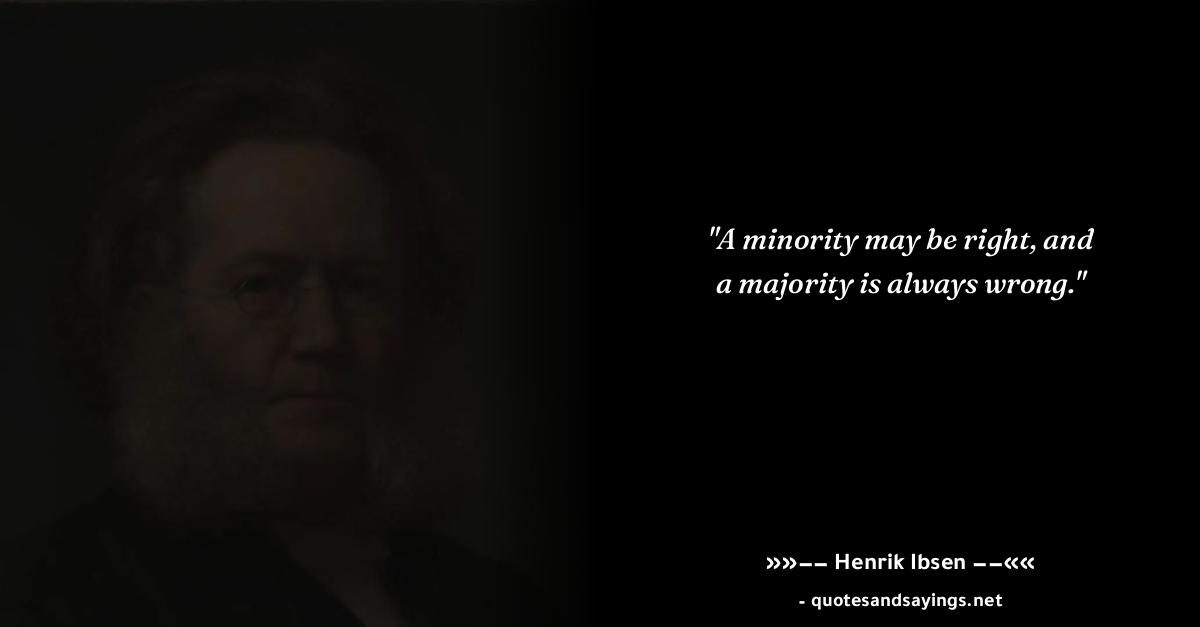 "A minority may be right, and
a majority is always wrong."
»»−− Henrik Ibsen −−««
- quotesandsayings.net